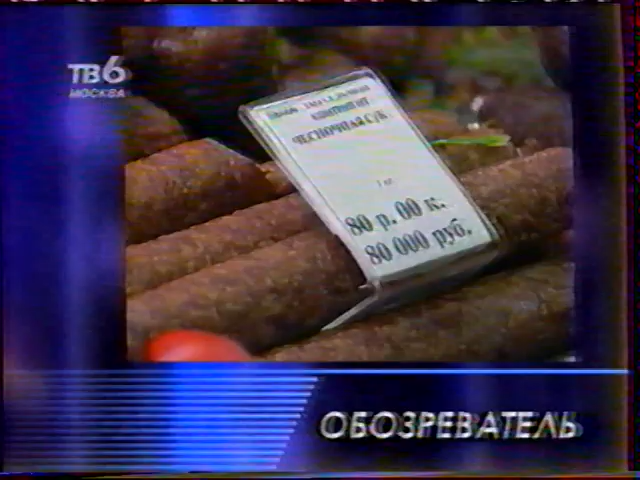 ТВ6
МОСКВА
КОМБИНАТ
ЧЕСНОЧНАЯ С/К
1 кг.
80 р. 00 к.
80 000 руб.
ОБОЗРЕВАТЕЛЬ